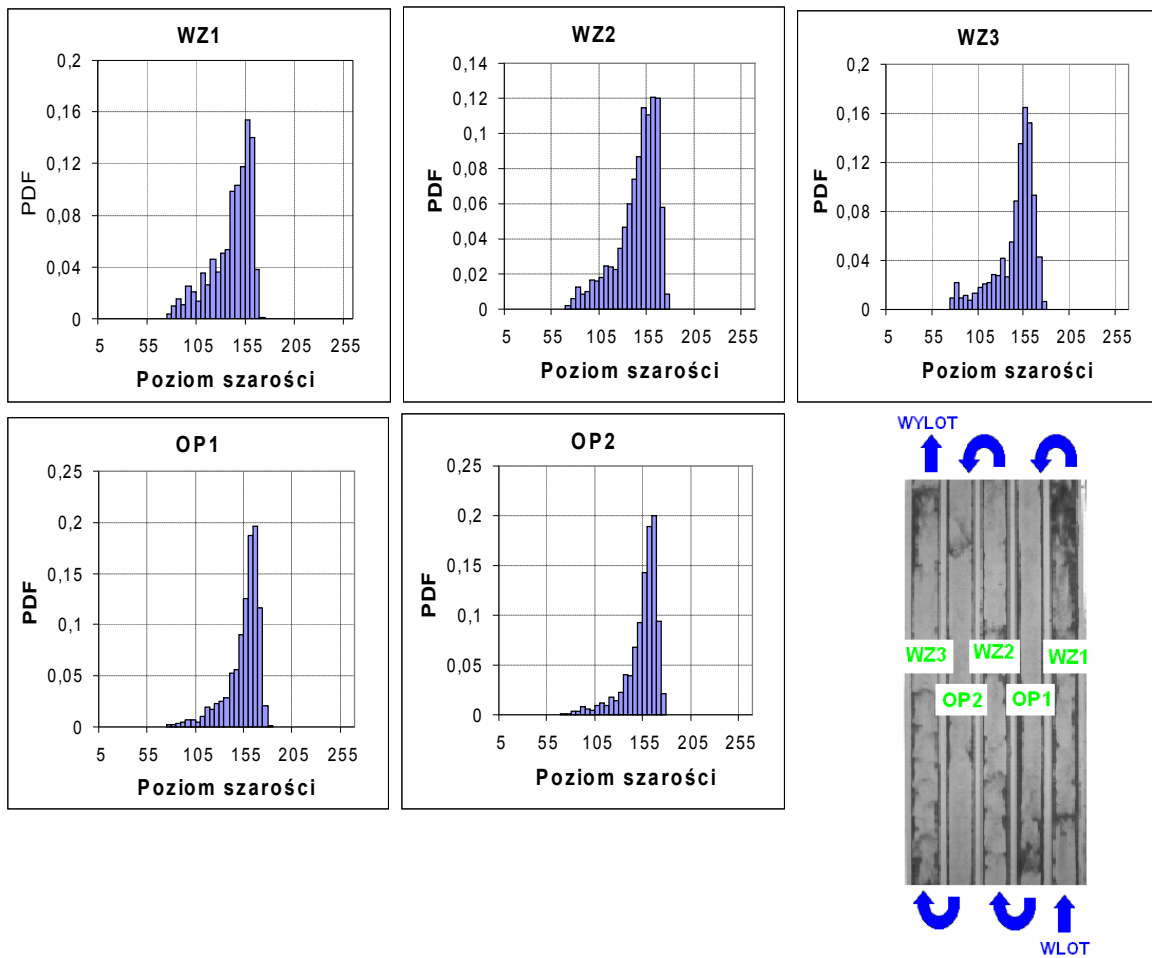 WZ1
0,2
0,16
0,12
0,08
0,04
0
PDF
5 55 105 155 205 255
Poziom szarości
WZ2
0,14
0,12
0,1
0,08
0,06
0,04
0,02
0
PDF
5 55 105 155 205 255
Poziom szarości
WZ3
0,2
0,16
0,12
0,08
0,04
0
PDF
5 55 105 155 205 255
Poziom szarości
OP1
0,25
0,2
0,15
0,1
0,05
0
PDF
5 55 105 155 205 255
Poziom szarości
OP2
0,25
0,2
0,15
0,1
0,05
0
PDF
5 55 105 155 205 255
Poziom szarości
WYLOT
WZ3 WZ2 WZ1
OP2 OP1
WLOT